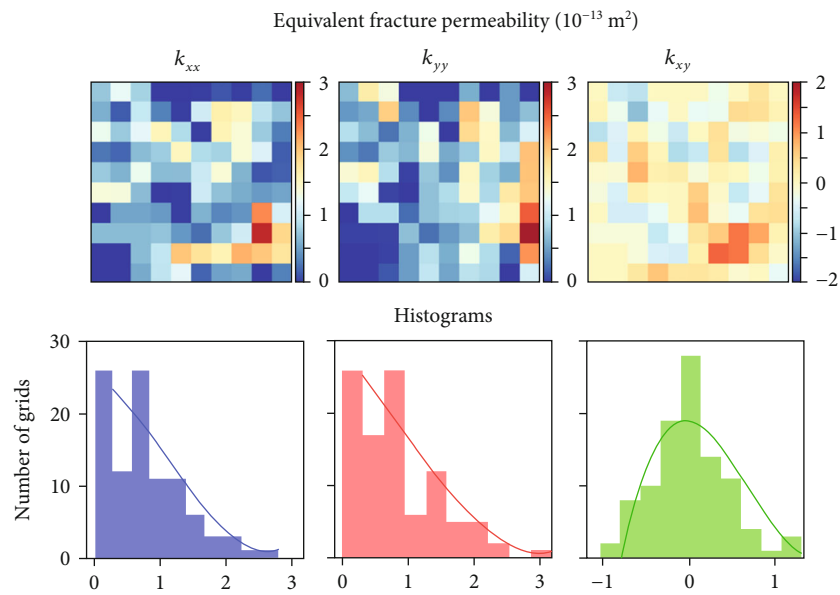 Equivalent fracture permeability (10⁻¹³ m²)
kₓₓ
k_yy
k_xy
3
2
1
0
3
2
1
0
2
1
0
−1
−2
Histograms
Number of grids
30
20
10
0
0 1 2 3
0 1 2 3
−1 0 1